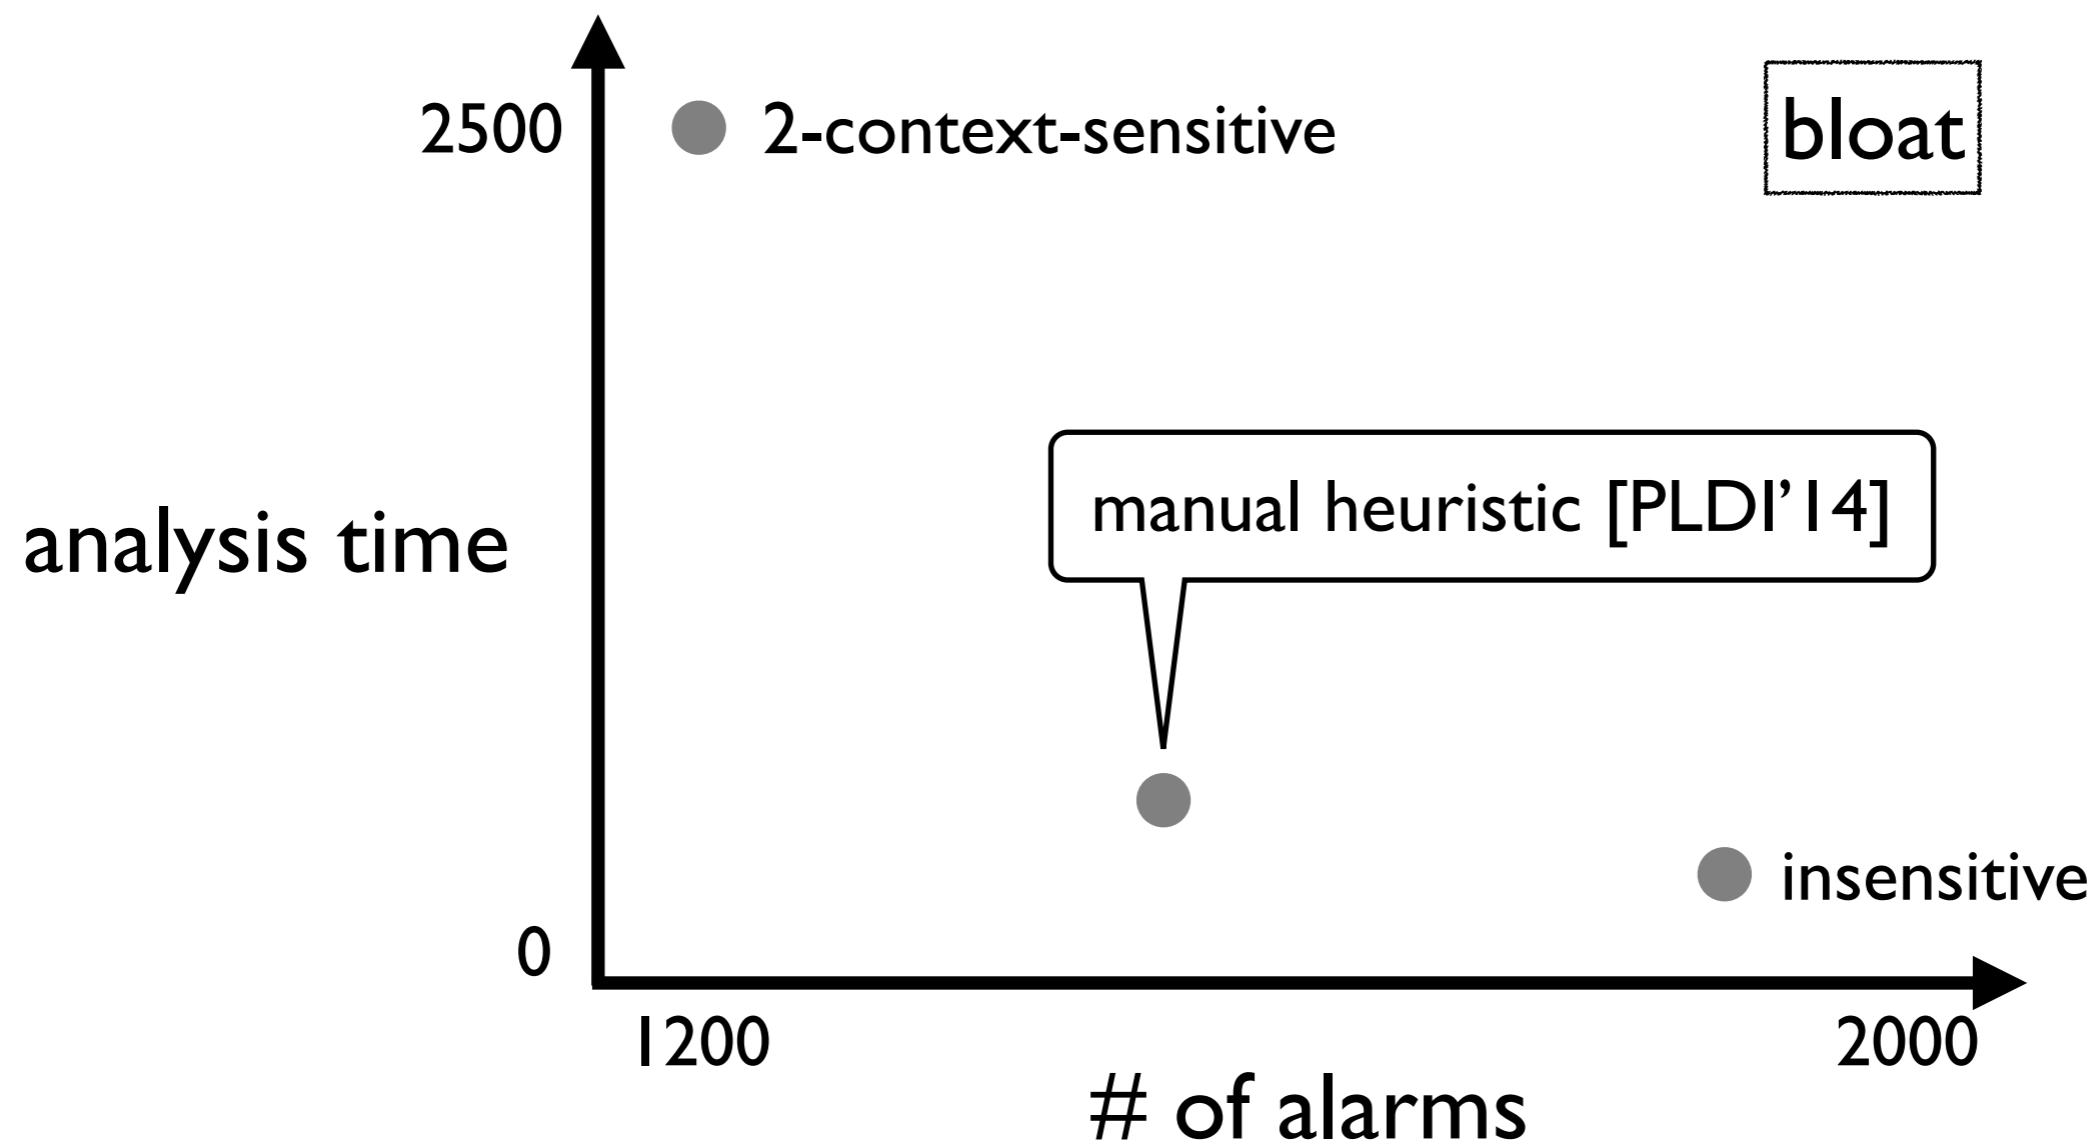 2500
2-context-sensitive
bloat
manual heuristic [PLDI’14]
analysis time
insensitive
0
1200
2000
# of alarms